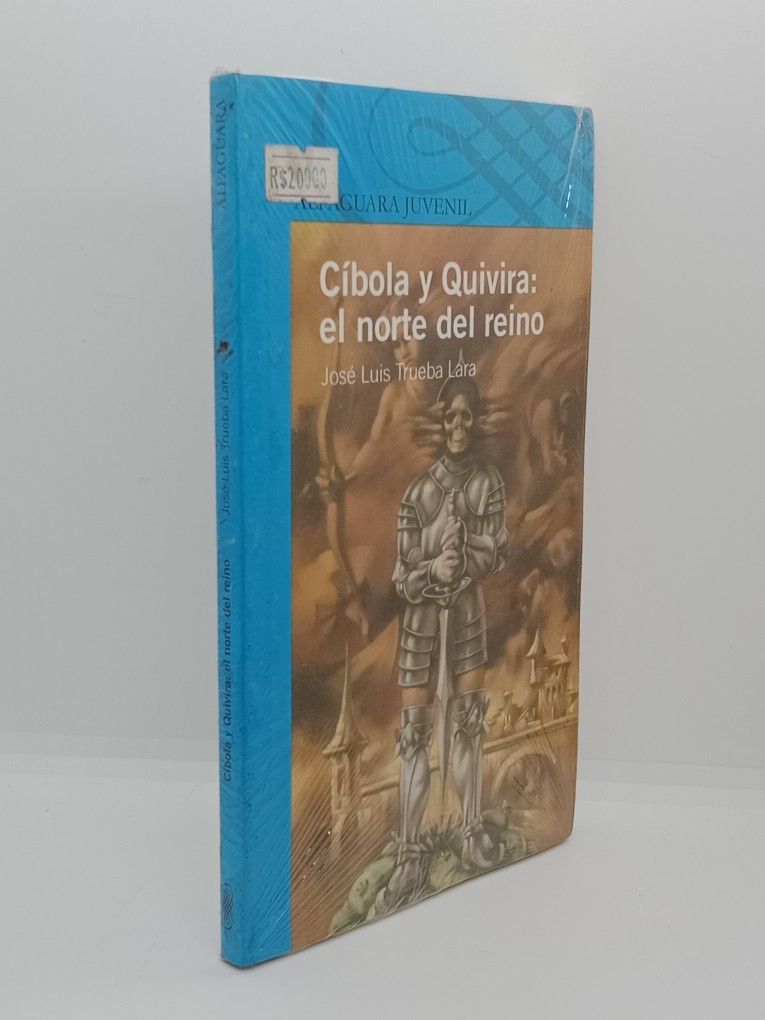 ALFAGUARA
José Luis Trueba Lara
Cíbola y Quivira: el norte del reino
R$20000
ALFAGUARA JUVENIL
Cíbola y Quivira:
el norte del reino
José Luis Trueba Lara